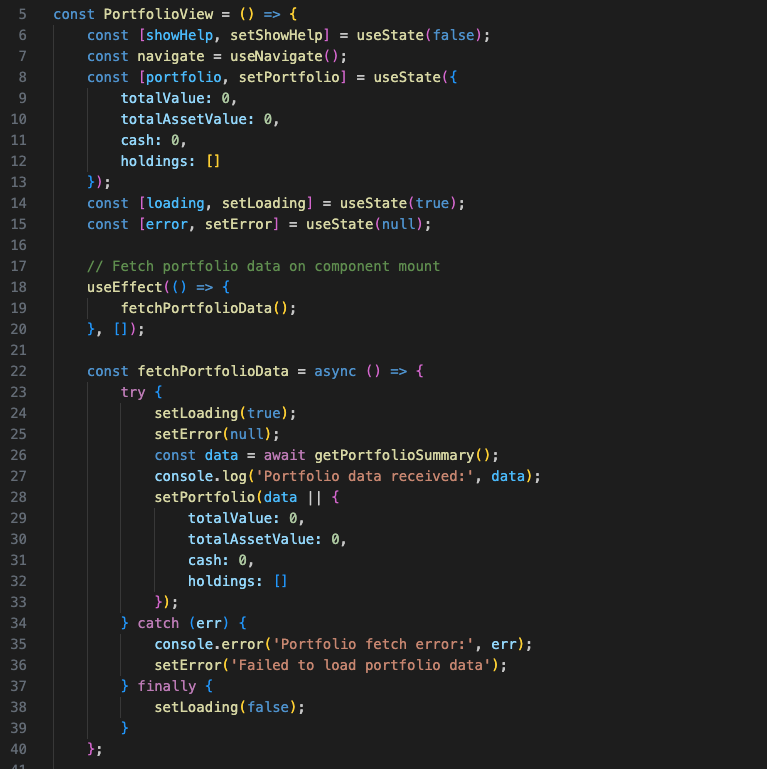 5 const PortfolioView = () => {
6 const [showHelp, setShowHelp] = useState(false);
7 const navigate = useNavigate();
8 const [portfolio, setPortfolio] = useState({
9 totalValue: 0,
10 totalAssetValue: 0,
11 cash: 0,
12 holdings: []
13 });
14 const [loading, setLoading] = useState(true);
15 const [error, setError] = useState(null);
16
17 // Fetch portfolio data on component mount
18 useEffect(() => {
19 fetchPortfolioData();
20 }, []);
21
22 const fetchPortfolioData = async () => {
23 try {
24 setLoading(true);
25 setError(null);
26 const data = await getPortfolioSummary();
27 console.log('Portfolio data received:', data);
28 setPortfolio(data || {
29 totalValue: 0,
30 totalAssetValue: 0,
31 cash: 0,
32 holdings: []
33 });
34 } catch (err) {
35 console.error('Portfolio fetch error:', err);
36 setError('Failed to load portfolio data');
37 } finally {
38 setLoading(false);
39 }
40 };
41